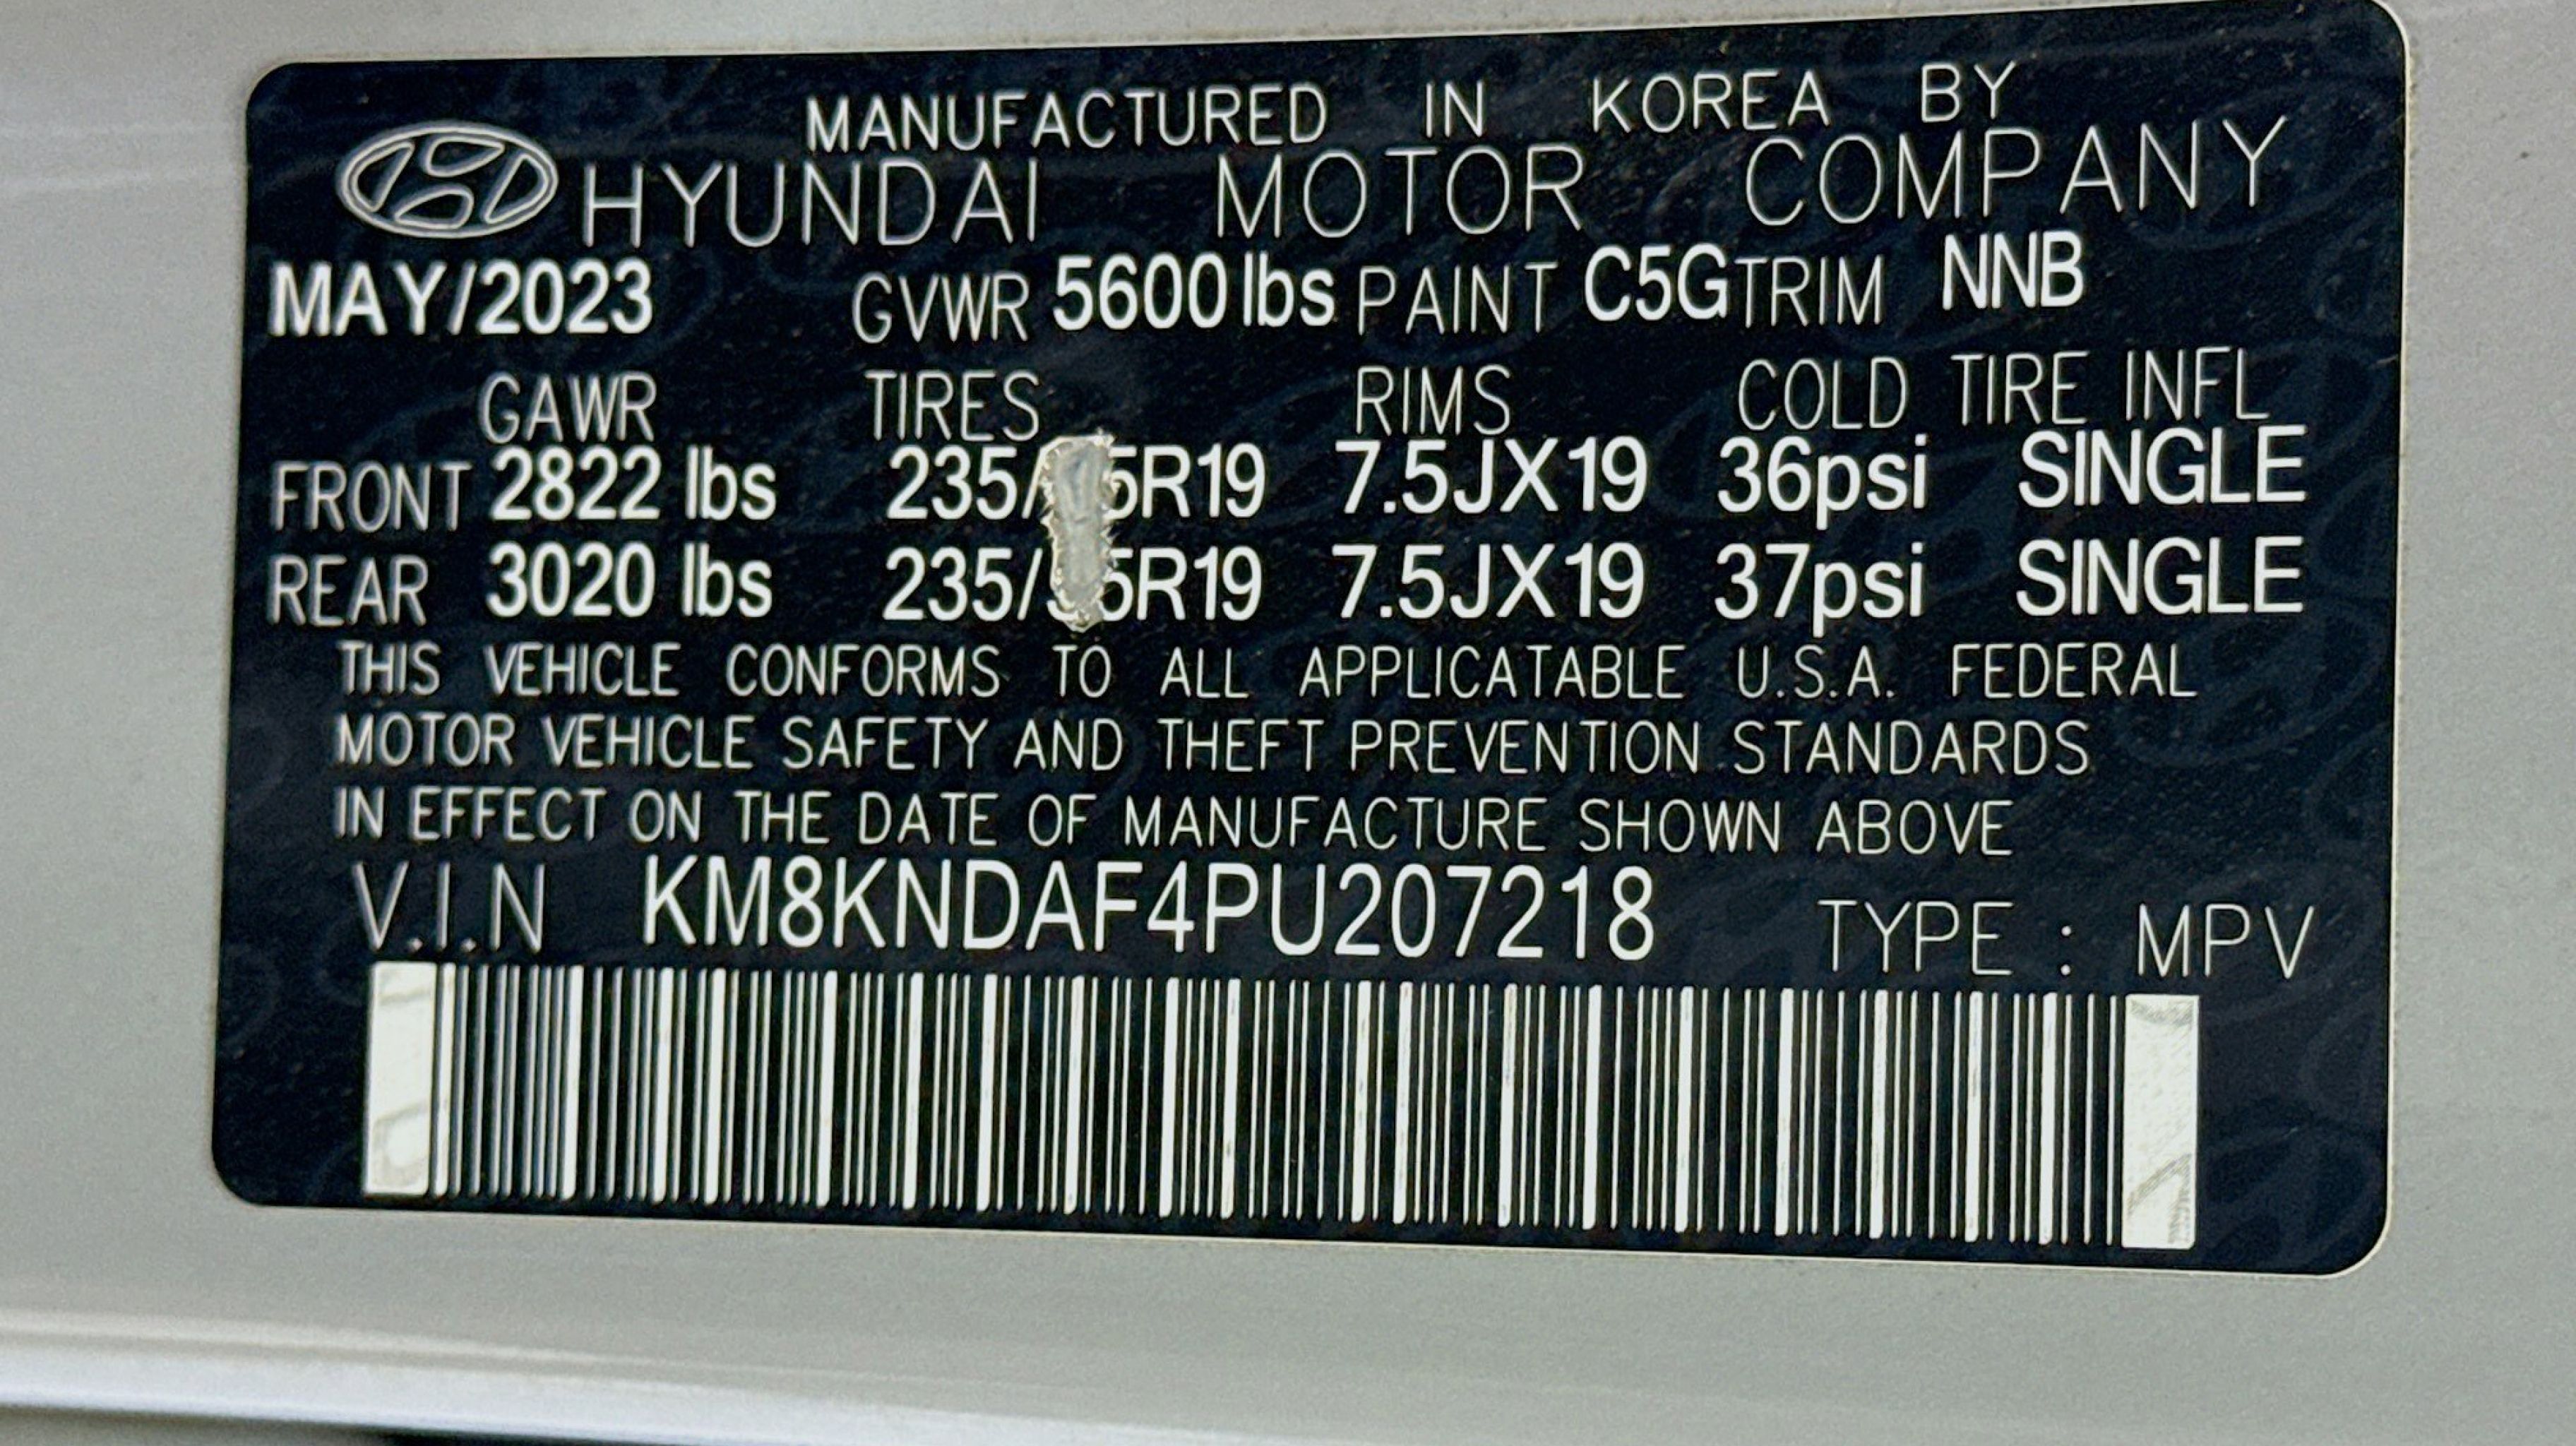 MANUFACTURED IN KOREA BY
HYUNDAI MOTOR COMPANY
MAY/2023 GVWR 5600 lbs PAINT C5G TRIM NNB
GAWR TIRES RIMS COLD TIRE INFL
FRONT 2822 lbs 7.5JX19 36psi SINGLE
REAR 3020 lbs 7.5JX19 37psi SINGLE
THIS VEHICLE CONFORMS TO ALL APPLICATABLE U.S.A. FEDERAL
MOTOR VEHICLE SAFETY AND THEFT PREVENTION STANDARDS
IN EFFECT ON THE DATE OF MANUFACTURE SHOWN ABOVE
V.I.N KM8KNDAF4PU207218 TYPE : MPV